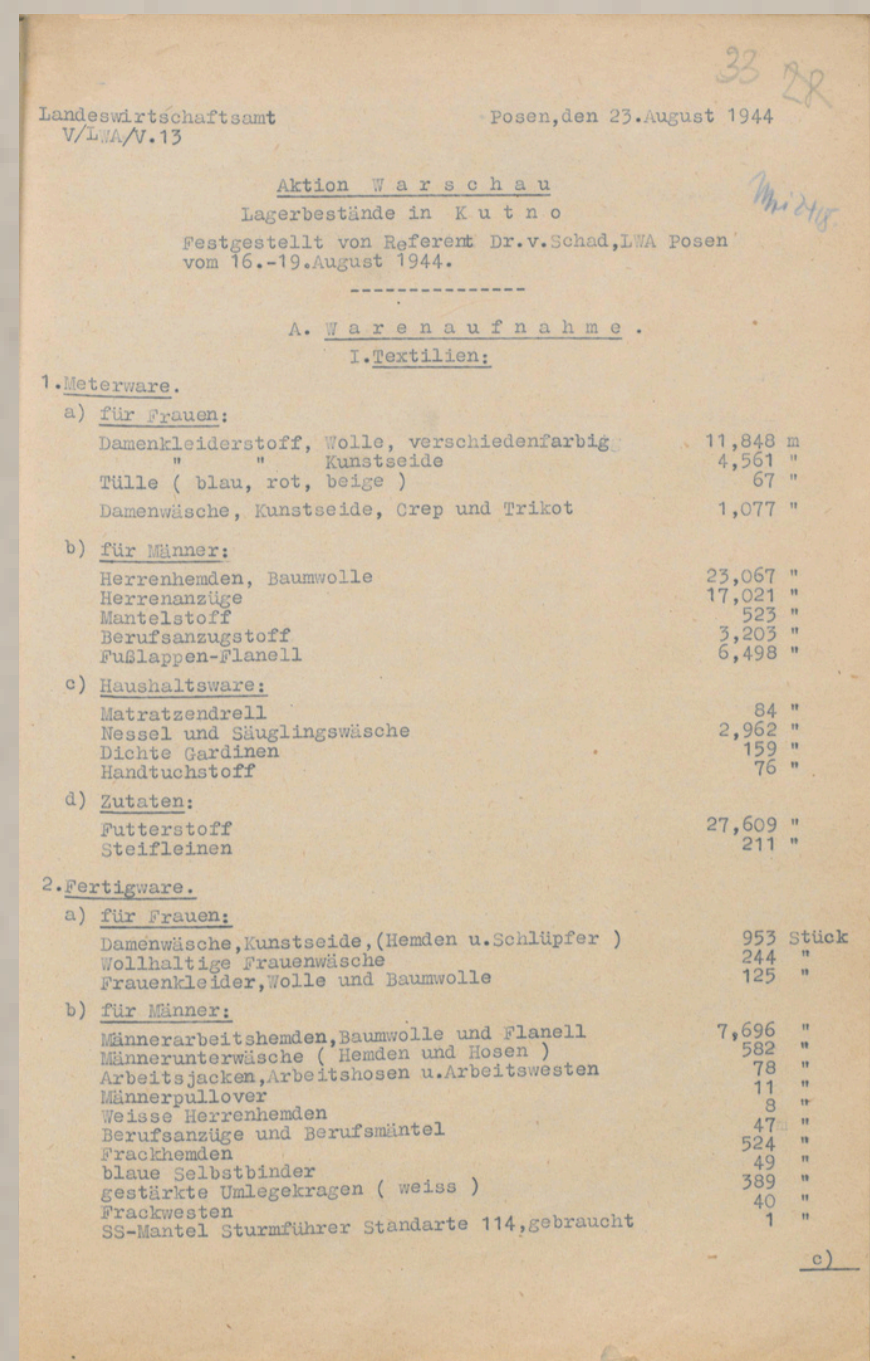 33 28
Landeswirtschaftsamt Posen,den 23.August 1944
V/LWA/V.13
Aktion W a r s c h a u
Lagerbestände in K u t n o
Festgestellt von Referent Dr.v.Schad,LWA Posen
vom 16.-19.August 1944.
---------------
A. W a r e n a u f n a h m e .
I.Textilien:
1.Meterware.
a) für Frauen:
Damenkleiderstoff, Wolle, verschiedenfarbig 11,848 m
" " Kunstseide 4,561 "
Tülle ( blau, rot, beige ) 67 "
Damenwäsche, Kunstseide, Crep und Trikot 1,077 "
b) für Männer:
Herrenhemden, Baumwolle 23,067 "
Herrenanzüge 17,021 "
Mantelstoff 523 "
Berufsanzugstoff 3,203 "
Fußlappen-Flanell 6,498 "
c) Haushaltsware:
Matratzendrell 84 "
Nessel und Säuglingswäsche 2,962 "
Dichte Gardinen 159 "
Handtuchstoff 76 "
d) Zutaten:
Futterstoff 27,609 "
Steifleinen 211 "
2.Fertigware.
a) für Frauen:
Damenwäsche,Kunstseide,(Hemden u.Schlüpfer ) 953 Stück
Wollhaltige Frauenwäsche 244 "
Frauenkleider,Wolle und Baumwolle 125 "
b) für Männer:
Männerarbeitshemden,Baumwolle und Flanell 7,696 "
Männerunterwäsche ( Hemden und Hosen ) 582 "
Arbeitsjacken,Arbeitshosen u.Arbeitswesten 78 "
Männerpullover 11 "
Weisse Herrenhemden 8 "
Berufsanzüge und Berufsmäntel 47 "
Frackhemden 524 "
blaue Selbstbinder 49 "
gestärkte Umlegekragen ( weiss ) 389 "
Frackwesten 40 "
SS-Mantel Sturmführer Standarte 114,gebraucht 1 "
c)